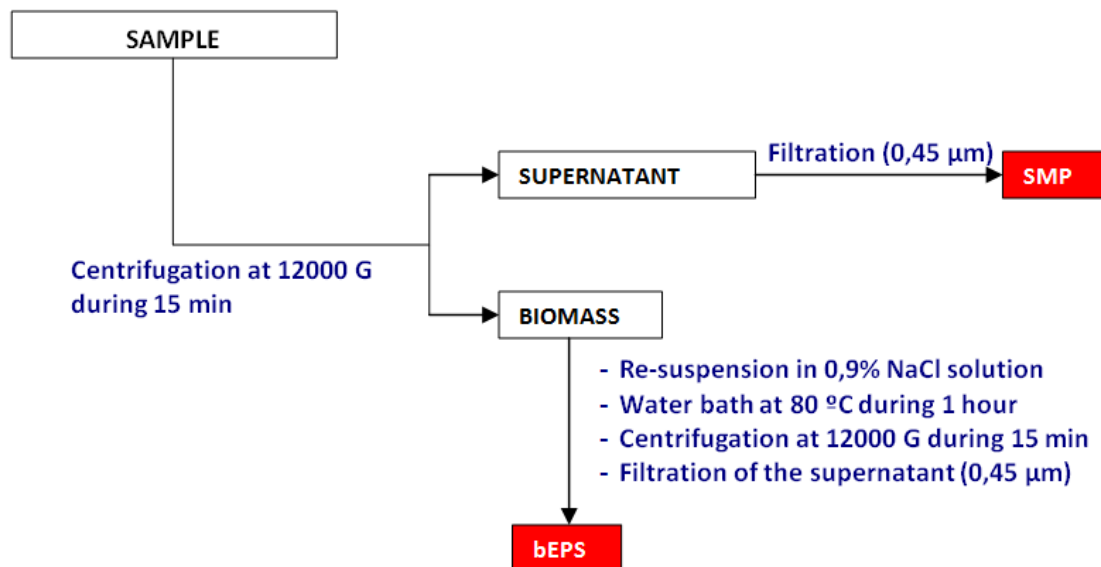 SAMPLE
Filtration (0,45 µm)
SUPERNATANT
SMP
Centrifugation at 12000 G
during 15 min
BIOMASS
- Re-suspension in 0,9% NaCl solution
- Water bath at 80 ºC during 1 hour
- Centrifugation at 12000 G during 15 min
- Filtration of the supernatant (0,45 µm)
bEPS